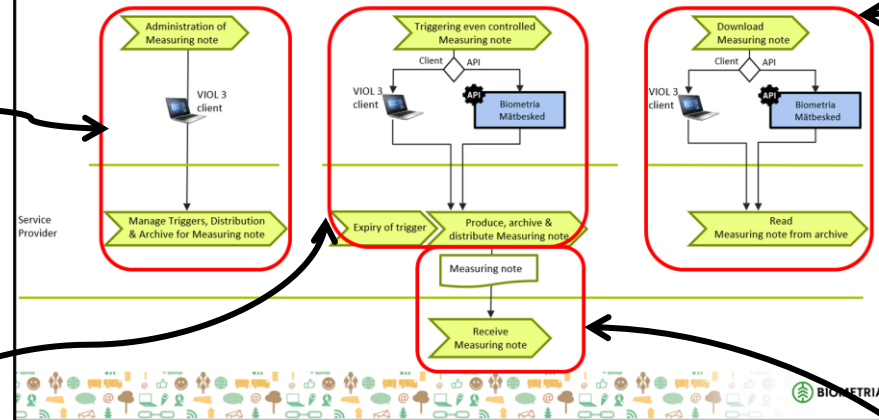 Administration of
Measuring note
VIOL 3
client
Manage Triggers, Distribution
& Archive for Measuring note
Triggering even controlled
Measuring note
Client
API
VIOL 3
client
API
Biometria
Mätbesked
Expiry of trigger
Produce, archive &
distribute Measuring note
Measuring note
Receive
Measuring note
Download
Measuring note
Client
API
VIOL 3
client
API
Biometria
Mätbesked
Read
Measuring note from archive
Service
Provider
BIOMETRIA